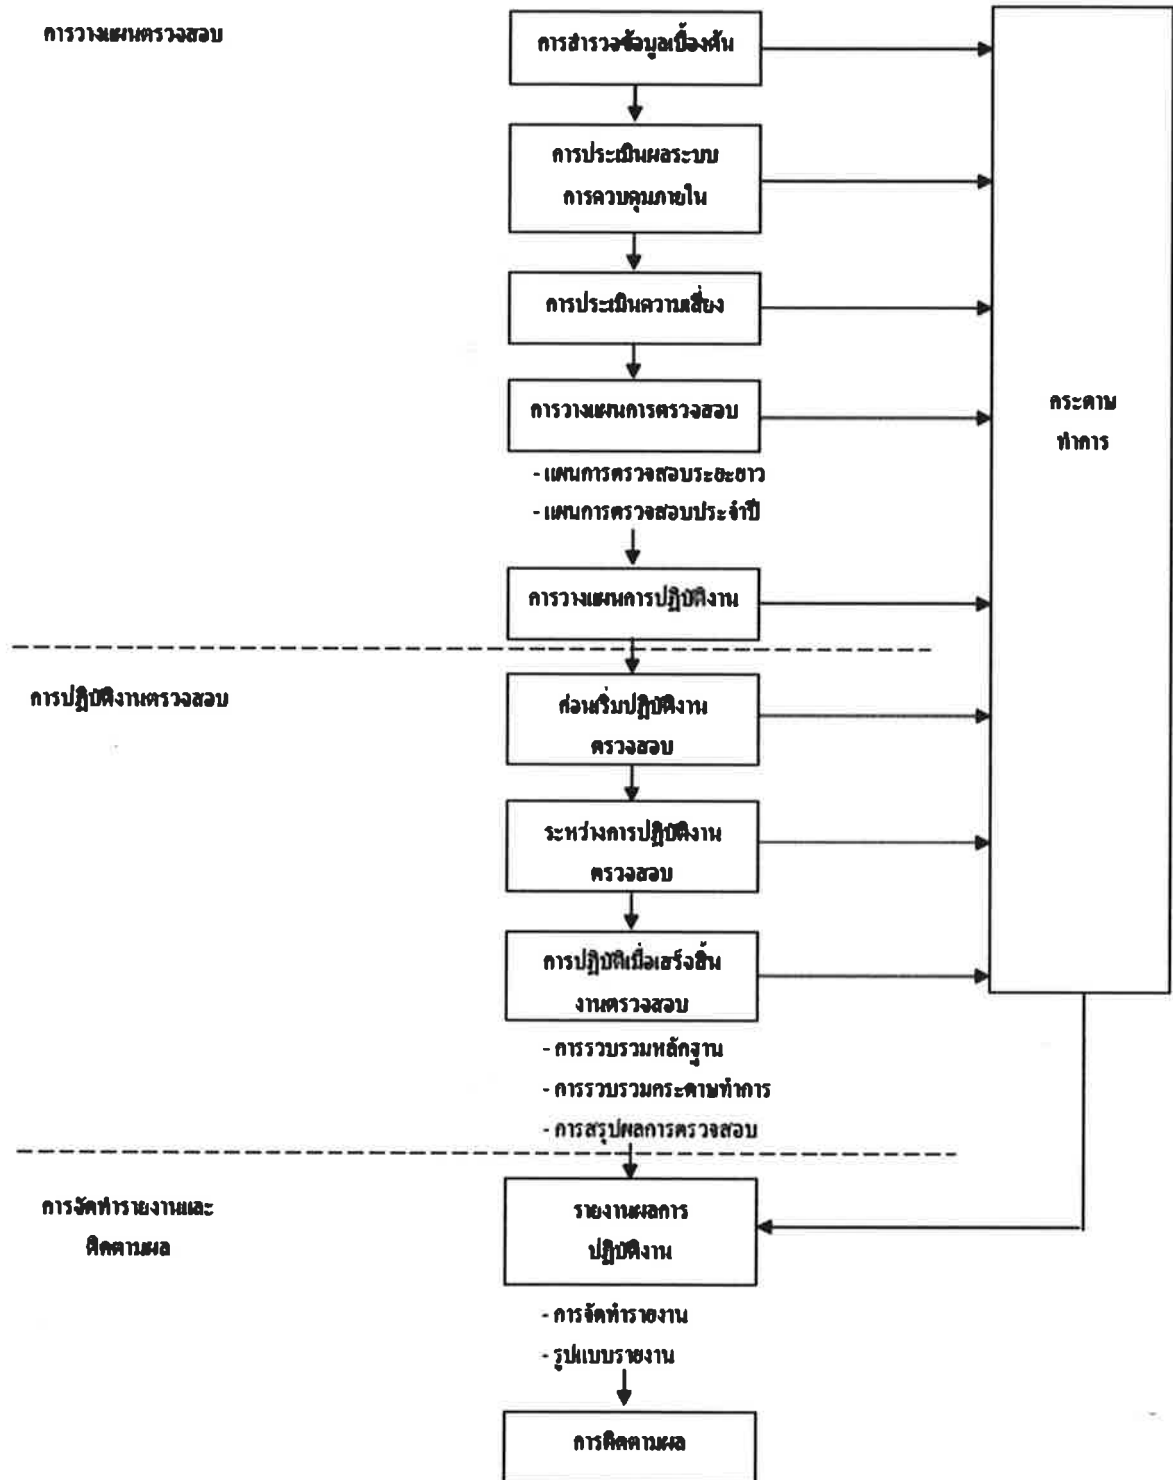 การวางแผนตรวจสอบ
การสำรวจข้อมูลเบื้องต้น
การประเมินผลระบบ
การควบคุมภายใน
การประเมินความเสี่ยง
การวางแผนการตรวจสอบ
- แผนการตรวจสอบระยะยาว
- แผนการตรวจสอบประจำปี
การวางแผนการปฏิบัติงาน
กระดาษ
ทำการ
การปฏิบัติงานตรวจสอบ
ก่อนเริ่มปฏิบัติงาน
ตรวจสอบ
ระหว่างการปฏิบัติงาน
ตรวจสอบ
การปฏิบัติเมื่อเสร็จสิ้น
งานตรวจสอบ
- การรวบรวมหลักฐาน
- การรวบรวมกระดาษทำการ
- การสรุปผลการตรวจสอบ
การจัดทำรายงานและ
ติดตามผล
รายงานผลการ
ปฏิบัติงาน
- การจัดทำรายงาน
- รูปแบบรายงาน
การติดตามผล